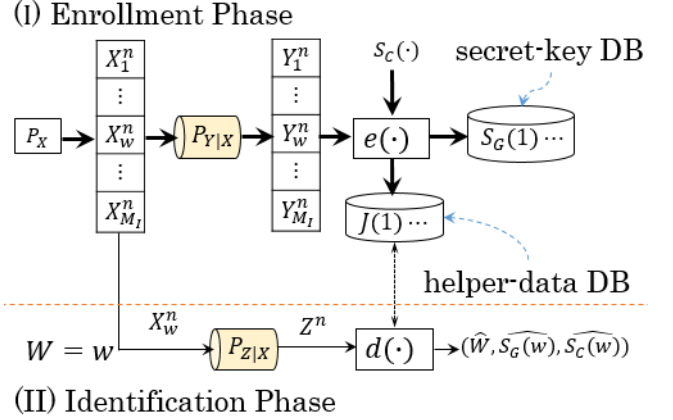 (I) Enrollment Phase
X_1^n
⋮
X_w^n
⋮
X_{M_I}^n
Y_1^n
⋮
Y_w^n
⋮
Y_{M_I}^n
S_C(·)
secret-key DB
P_X
P_{Y|X}
e(·)
S_G(1) ⋯
J(1) ⋯
helper-data DB
X_w^n
Z^n
W = w
P_{Z|X}
d(·)
(\widehat{W}, \widehat{S_G(w)}, \widehat{S_C(w)})
(II) Identification Phase